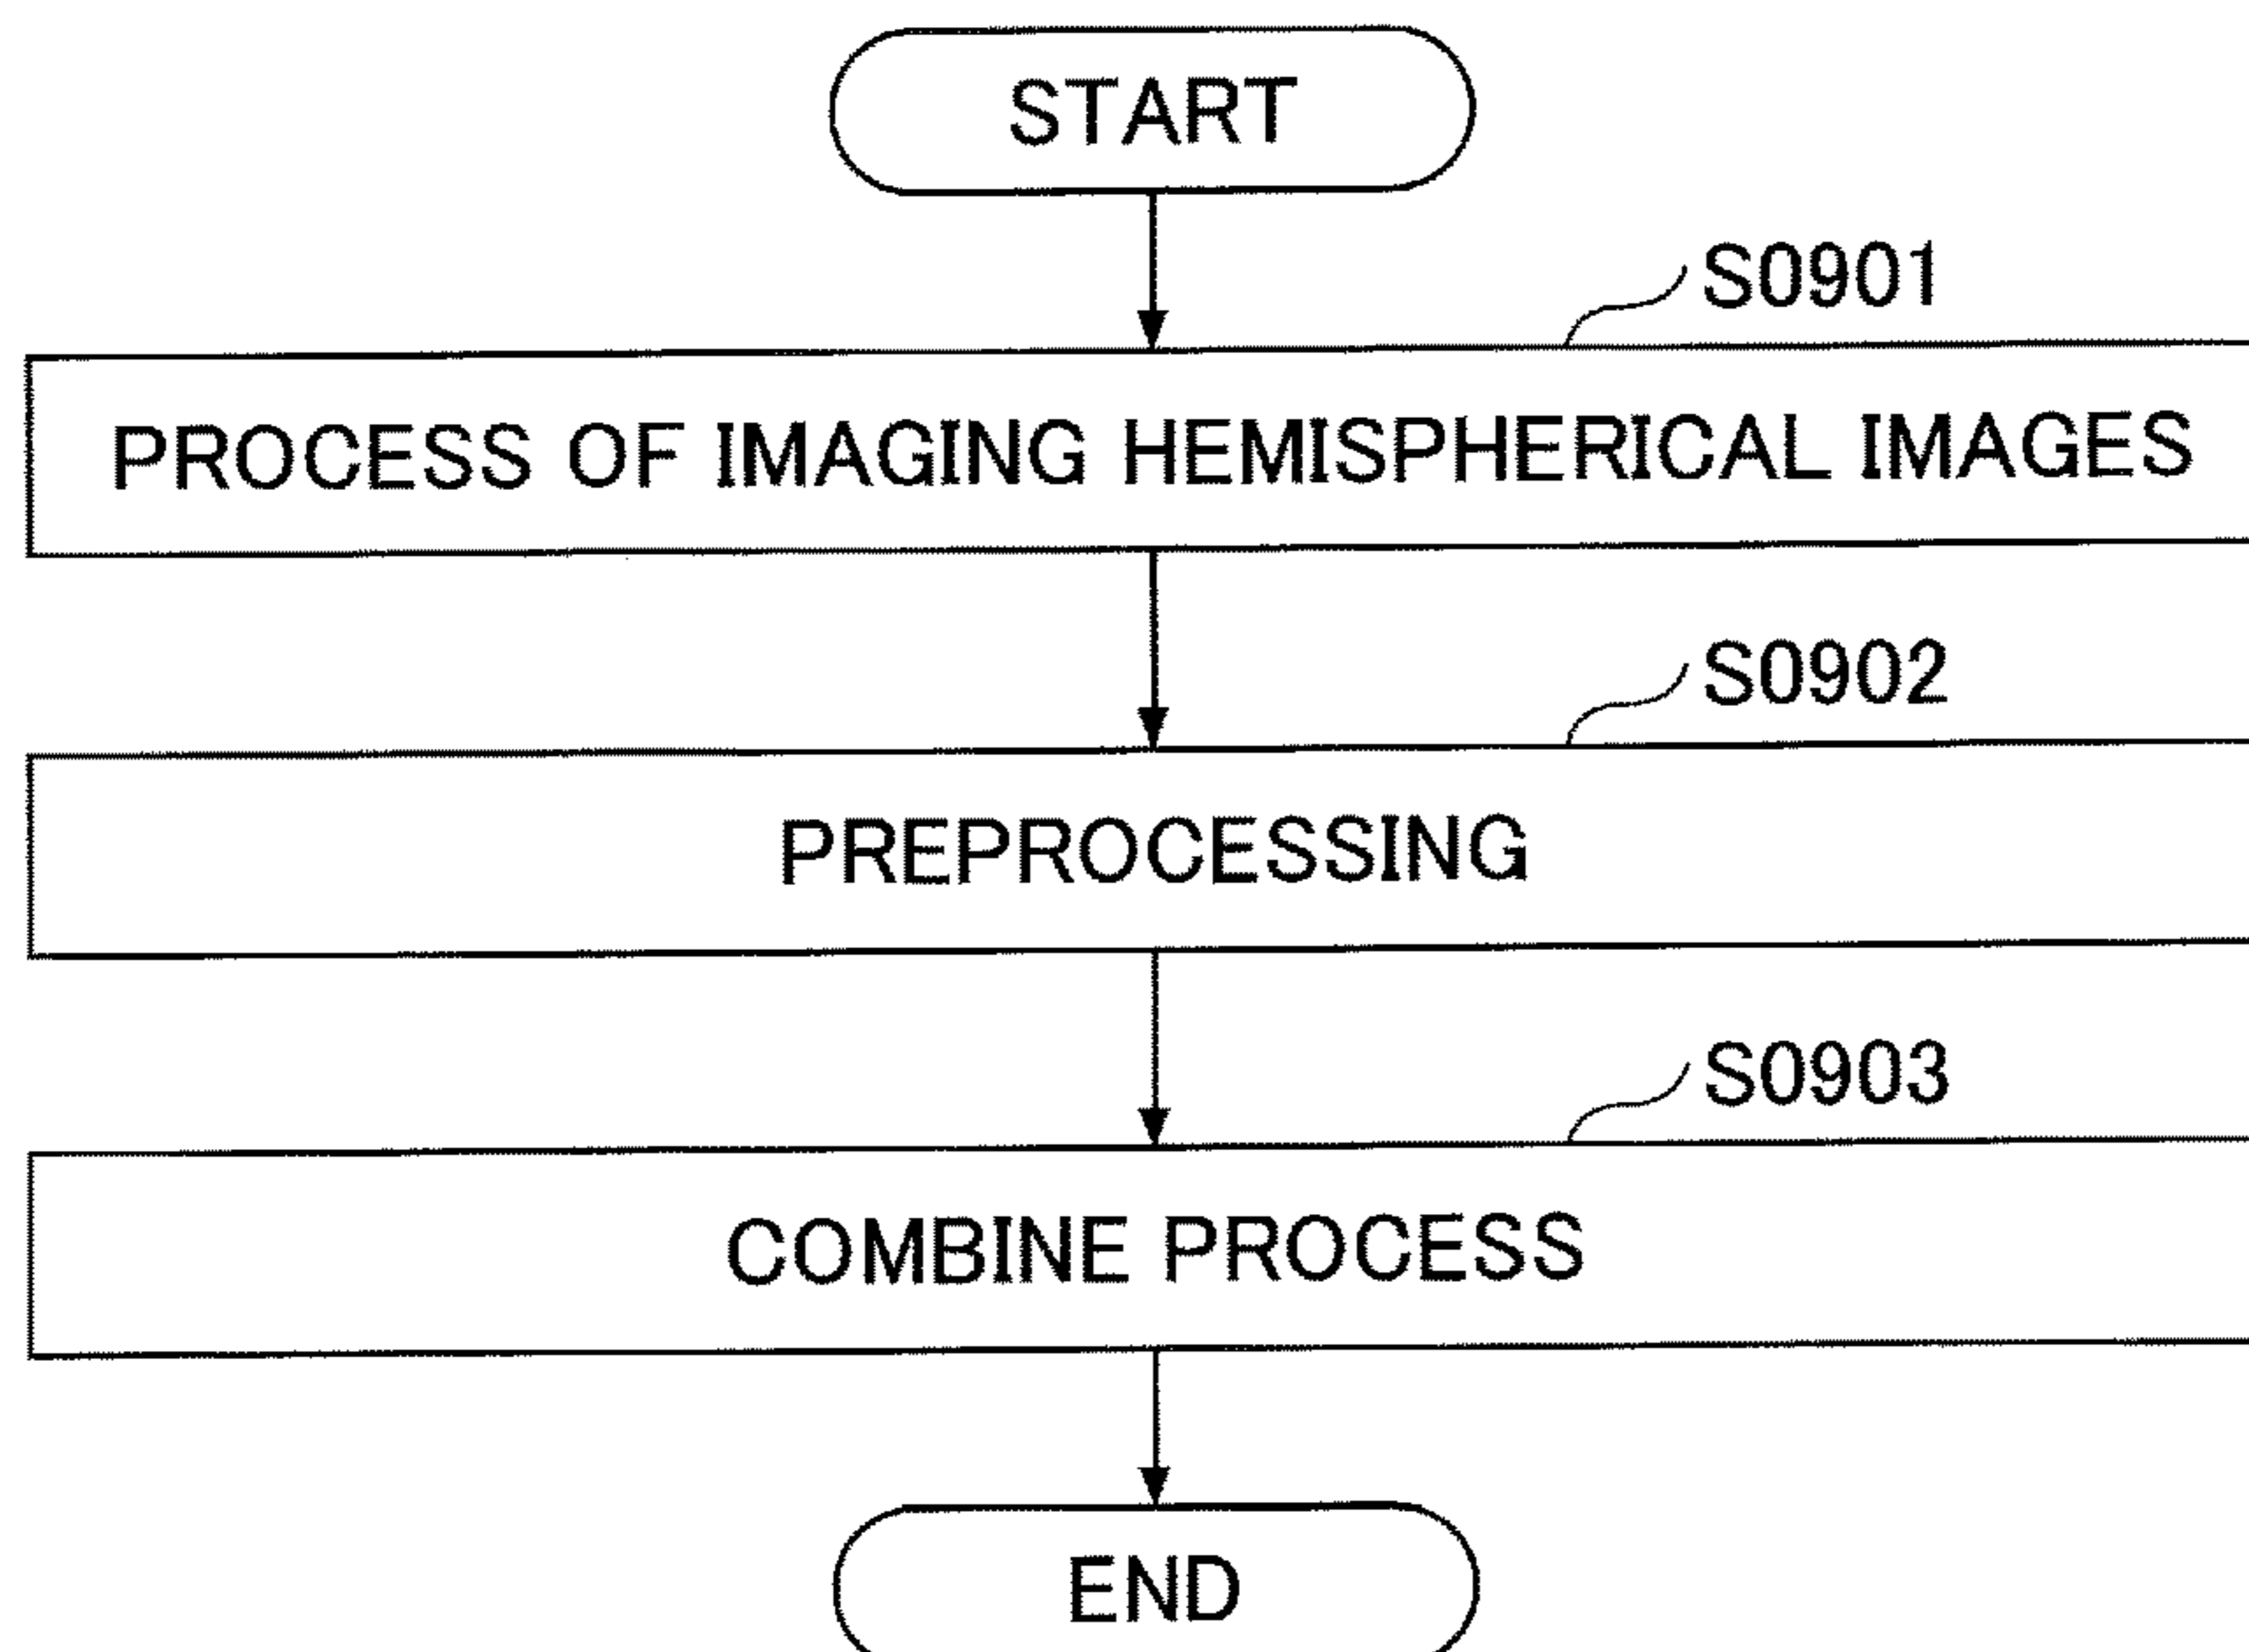 START
S0901
PROCESS OF IMAGING HEMISPHERICAL IMAGES
S0902
PREPROCESSING
S0903
COMBINE PROCESS
END